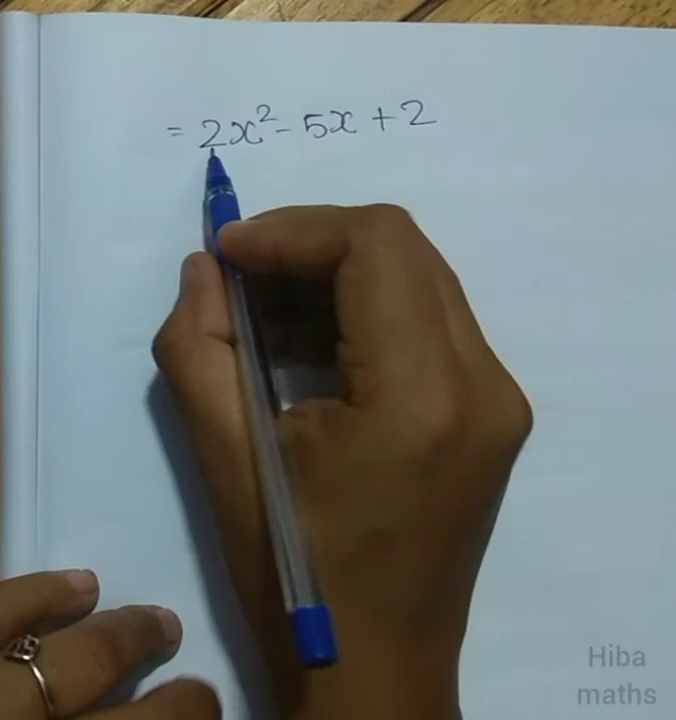 = 2x² - 5x + 2
Hiba
maths